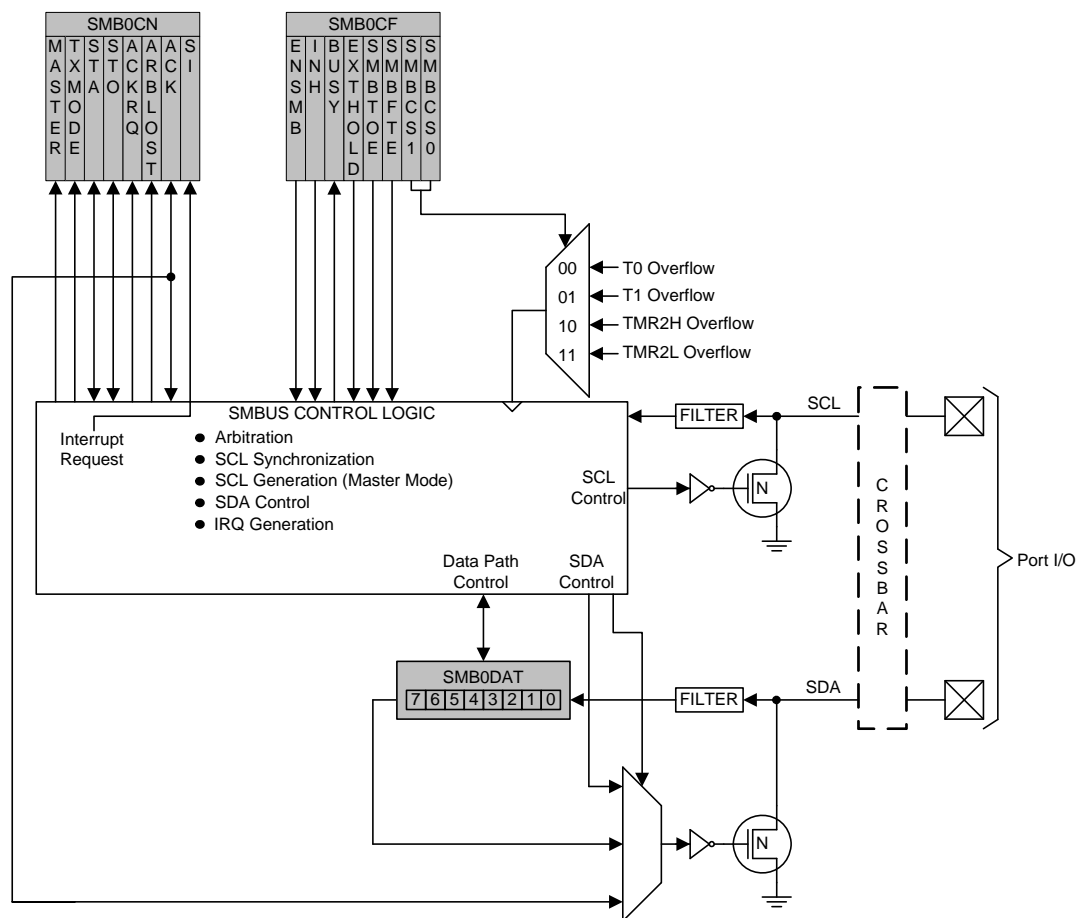 SMB0CN
MASTER
TXMODE
STA
STO
ACKRQ
ARBLOST
ACK
SI
SMB0CF
ENSMB
INH
BUSY
EXTHOLD
SMBTOE
SMBFTE
SMBCS1
SMBCS0
00
T0 Overflow
01
T1 Overflow
10
TMR2H Overflow
11
TMR2L Overflow
SMBUS CONTROL LOGIC
Interrupt
Request
● Arbitration
● SCL Synchronization
● SCL Generation (Master Mode)
● SDA Control
● IRQ Generation
SCL
Control
FILTER
SCL
N
CROSSBAR
Port I/O
Data Path
Control
SDA
Control
SMB0DAT
7 6 5 4 3 2 1 0
FILTER
SDA
N